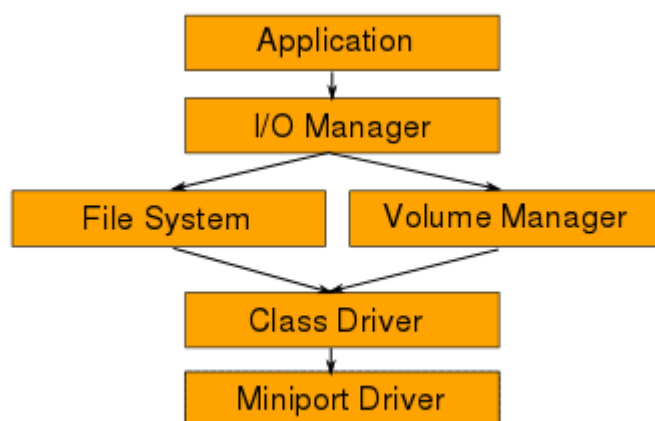 Application
I/O Manager
File System
Volume Manager
Class Driver
Miniport Driver